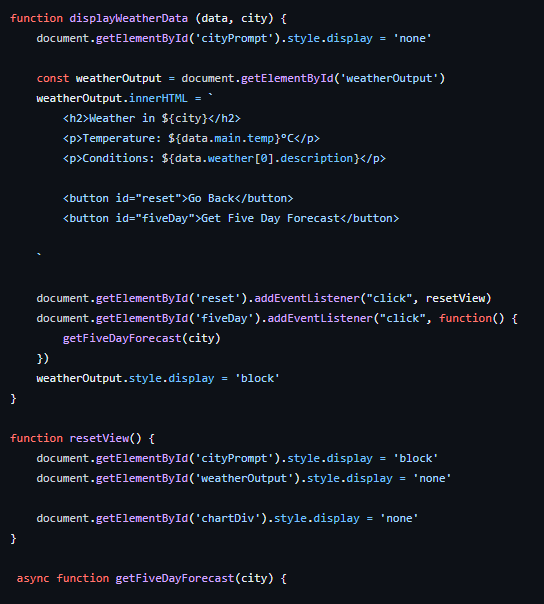 function displayWeatherData (data, city) {
    document.getElementById('cityPrompt').style.display = 'none'

    const weatherOutput = document.getElementById('weatherOutput')
    weatherOutput.innerHTML = `
        <h2>Weather in ${city}</h2>
        <p>Temperature: ${data.main.temp}°C</p>
        <p>Conditions: ${data.weather[0].description}</p>

        <button id="reset">Go Back</button>
        <button id="fiveDay">Get Five Day Forecast</button>

    `

    document.getElementById('reset').addEventListener("click", resetView)
    document.getElementById('fiveDay').addEventListener("click", function() {
        getFiveDayForecast(city)
    })
    weatherOutput.style.display = 'block'
}

function resetView() {
    document.getElementById('cityPrompt').style.display = 'block'
    document.getElementById('weatherOutput').style.display = 'none'

    document.getElementById('chartDiv').style.display = 'none'
}

 async function getFiveDayForecast(city) {